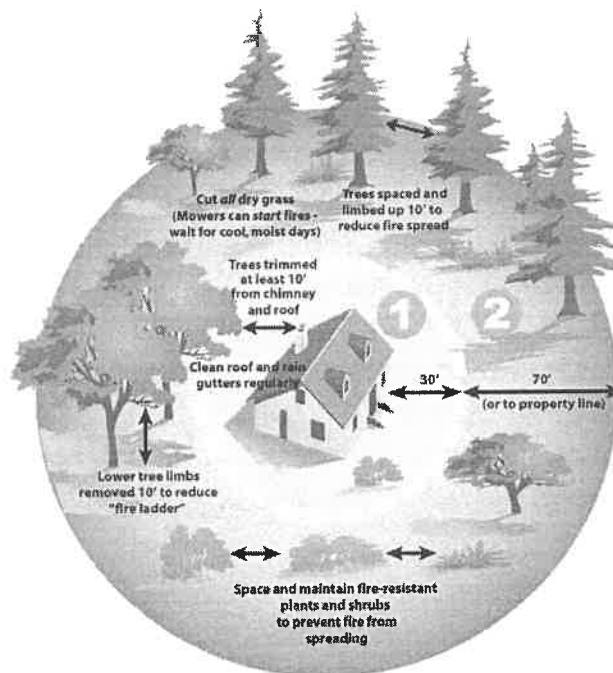 Cut all dry grass
(Mowers can start fires -
wait for cool, moist days)
Trees spaced and
limbed up 10' to
reduce fire spread
Trees trimmed
at least 10'
from chimney
and roof
1
2
Clean roof and rain
gutters regularly
30'
70'
(or to property line)
Lower tree limbs
removed 10' to reduce
"fire ladder"
Space and maintain fire-resistant
plants and shrubs
to prevent fire from
spreading